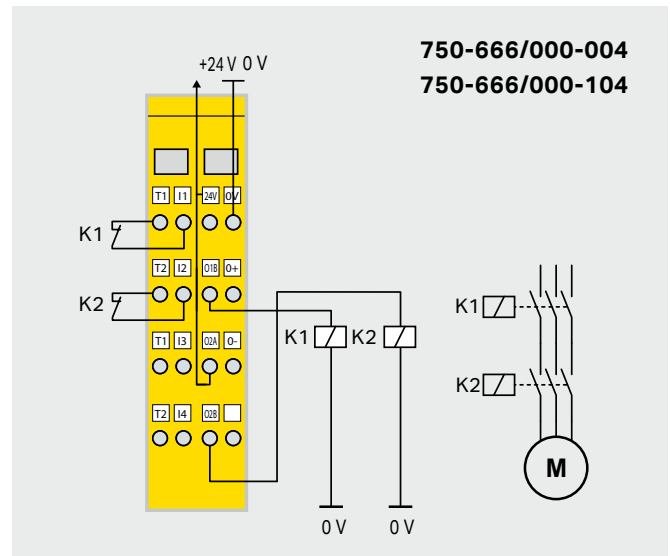 750-666/000-004
750-666/000-104
+24 V 0 V
T1 I1 24V 0V
K1
T2 I2 O1B 0+
K2
K1 K2
T1 I3 O2A 0-
T2 I4 O2B
0 V 0 V
K1
K2
M